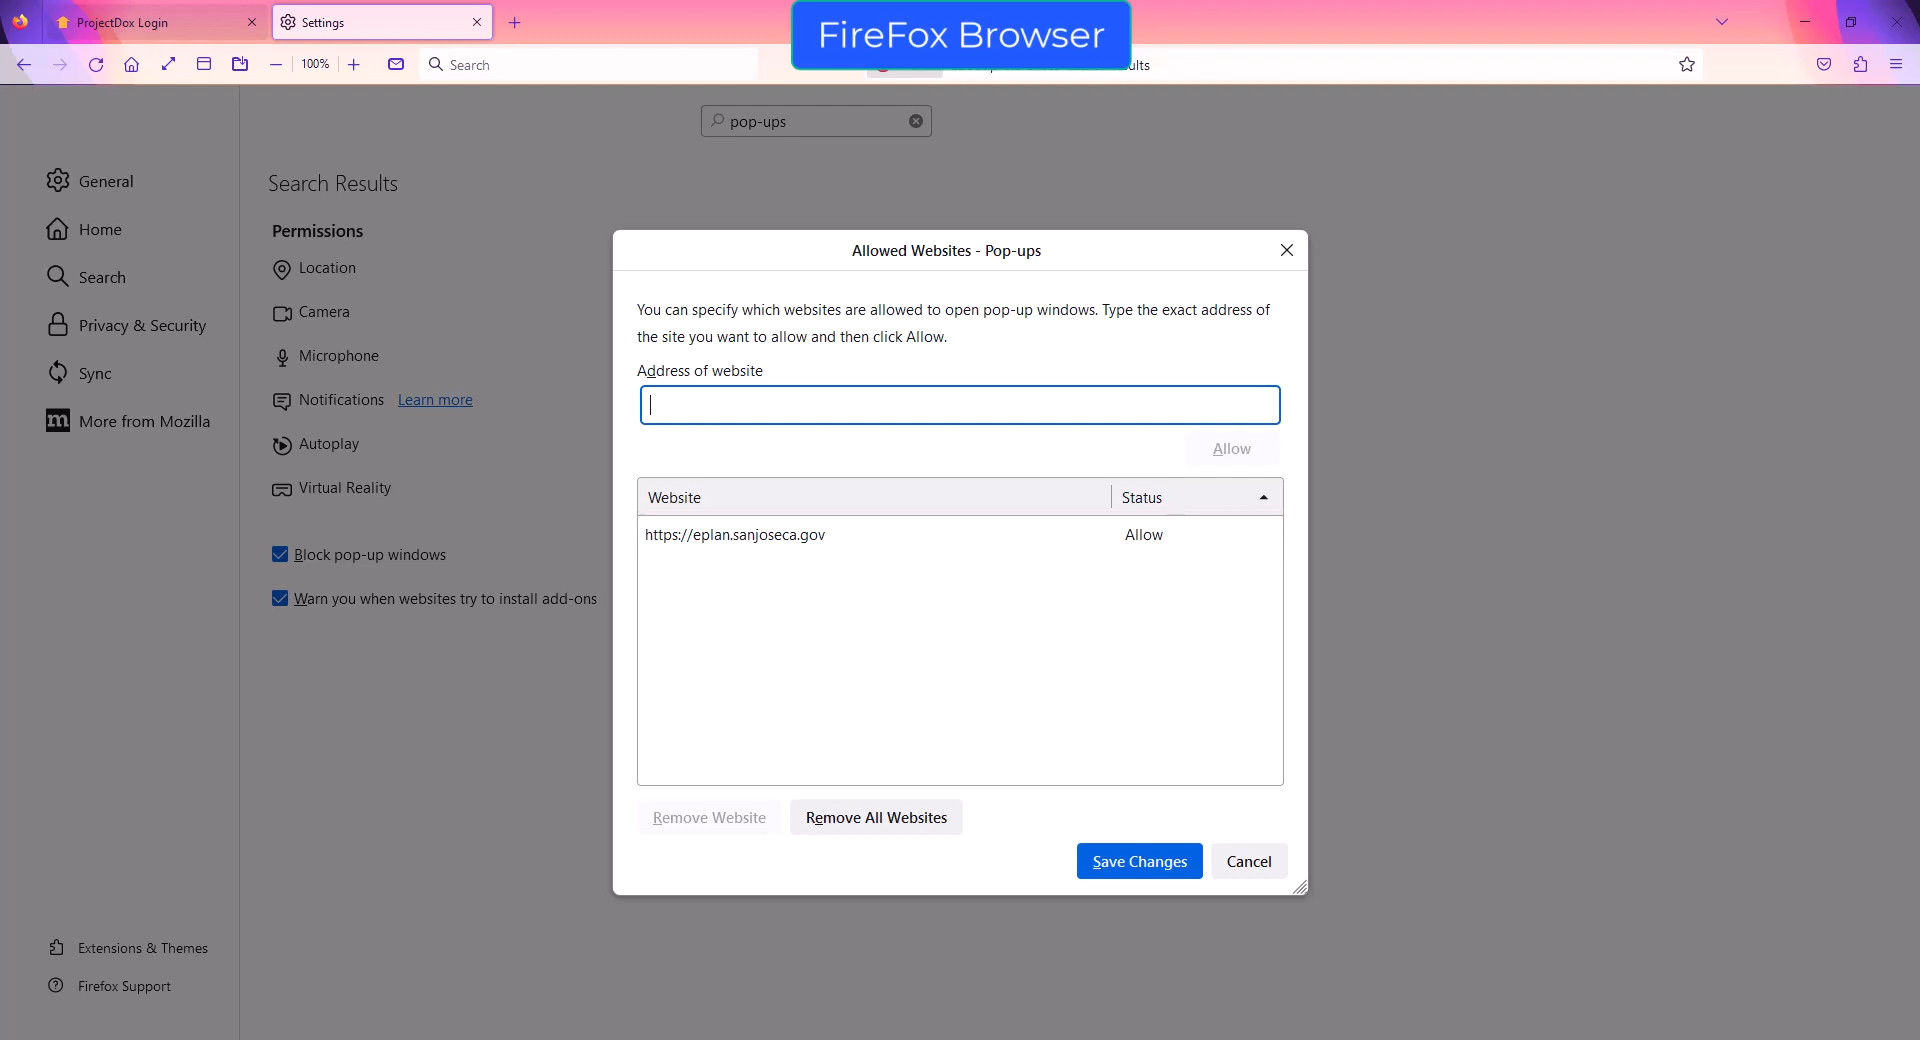 ProjectDox Login
Settings
FireFox Browser
100%
Search
ults
pop-ups
General
Home
Search
Privacy & Security
Sync
More from Mozilla
Extensions & Themes
Firefox Support
Search Results
Permissions
Location
Camera
Microphone
Notifications Learn more
Autoplay
Virtual Reality
Block pop-up windows
Warn you when websites try to install add-ons
Allowed Websites - Pop-ups
You can specify which websites are allowed to open pop-up windows. Type the exact address of
the site you want to allow and then click Allow.
Address of website
Allow
Website Status
https://eplan.sanjoseca.gov Allow
Remove Website Remove All Websites
Save Changes Cancel